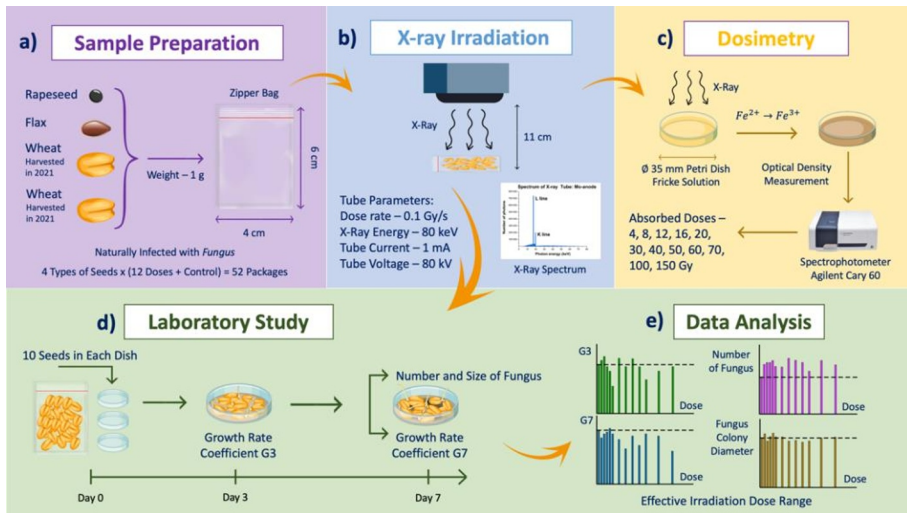 a) Sample Preparation
Rapeseed
Flax
Wheat
Harvested
in 2021
Wheat
Harvested
in 2021
Weight – 1 g
Zipper Bag
6 cm
4 cm
Naturally Infected with Fungus
4 Types of Seeds x (12 Doses + Control) = 52 Packages
b) X-ray Irradiation
X-Ray
11 cm
Tube Parameters:
Dose rate – 0.1 Gy/s
X-Ray Energy – 80 keV
Tube Current – 1 mA
Tube Voltage – 80 kV
Spectrum of X-ray Tube: Mo-anode
L line
K line
Number of photons
Photon energy (keV)
X-Ray Spectrum
c) Dosimetry
X-Ray
Fe²⁺ → Fe³⁺
Ø 35 mm Petri Dish
Fricke Solution
Optical Density
Measurement
Absorbed Doses –
4, 8, 12, 16, 20,
30, 40, 50, 60, 70,
100, 150 Gy
Spectrophotometer
Agilent Cary 60
d) Laboratory Study
10 Seeds in Each Dish
Growth Rate
Coefficient G3
Number and Size of Fungus
Growth Rate
Coefficient G7
Day 0
Day 3
Day 7
e) Data Analysis
G3
Dose
Number
of Fungus
Dose
G7
Dose
Fungus
Colony
Diameter
Dose
Effective Irradiation Dose Range